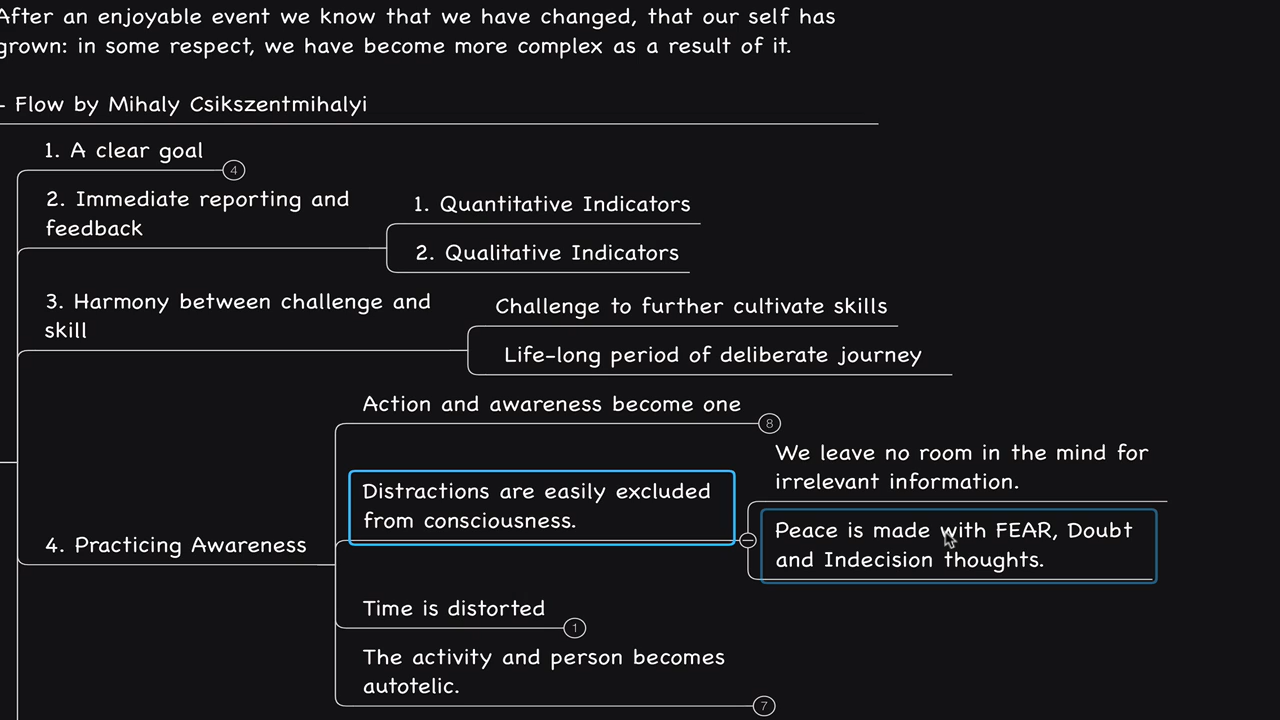 After an enjoyable event we know that we have changed, that our self has
grown: in some respect, we have become more complex as a result of it.
- Flow by Mihaly Csikszentmihalyi
1. A clear goal
4
2. Immediate reporting and
feedback
1. Quantitative Indicators
2. Qualitative Indicators
3. Harmony between challenge and
skill
Challenge to further cultivate skills
Life-long period of deliberate journey
4. Practicing Awareness
Action and awareness become one
8
Distractions are easily excluded
from consciousness.
We leave no room in the mind for
irrelevant information.
Peace is made with FEAR, Doubt
and Indecision thoughts.
Time is distorted
1
The activity and person becomes
autotelic.
7